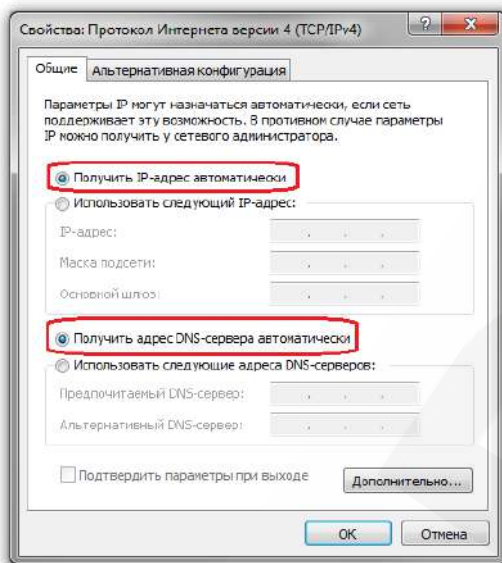 Свойства: Протокол Интернета версии 4 (TCP/IPv4)
Общие
Альтернативная конфигурация
Параметры IP могут назначаться автоматически, если сеть
поддерживает эту возможность. В противном случае параметры
IP можно получить у сетевого администратора.
Получить IP-адрес автоматически
Использовать следующий IP-адрес:
IP-адрес:
Маска подсети:
Основной шлюз:
Получить адрес DNS-сервера автоматически
Использовать следующие адреса DNS-серверов:
Предпочитаемый DNS-сервер:
Альтернативный DNS-сервер:
Подтвердить параметры при выходе
Дополнительно...
ОК
Отмена